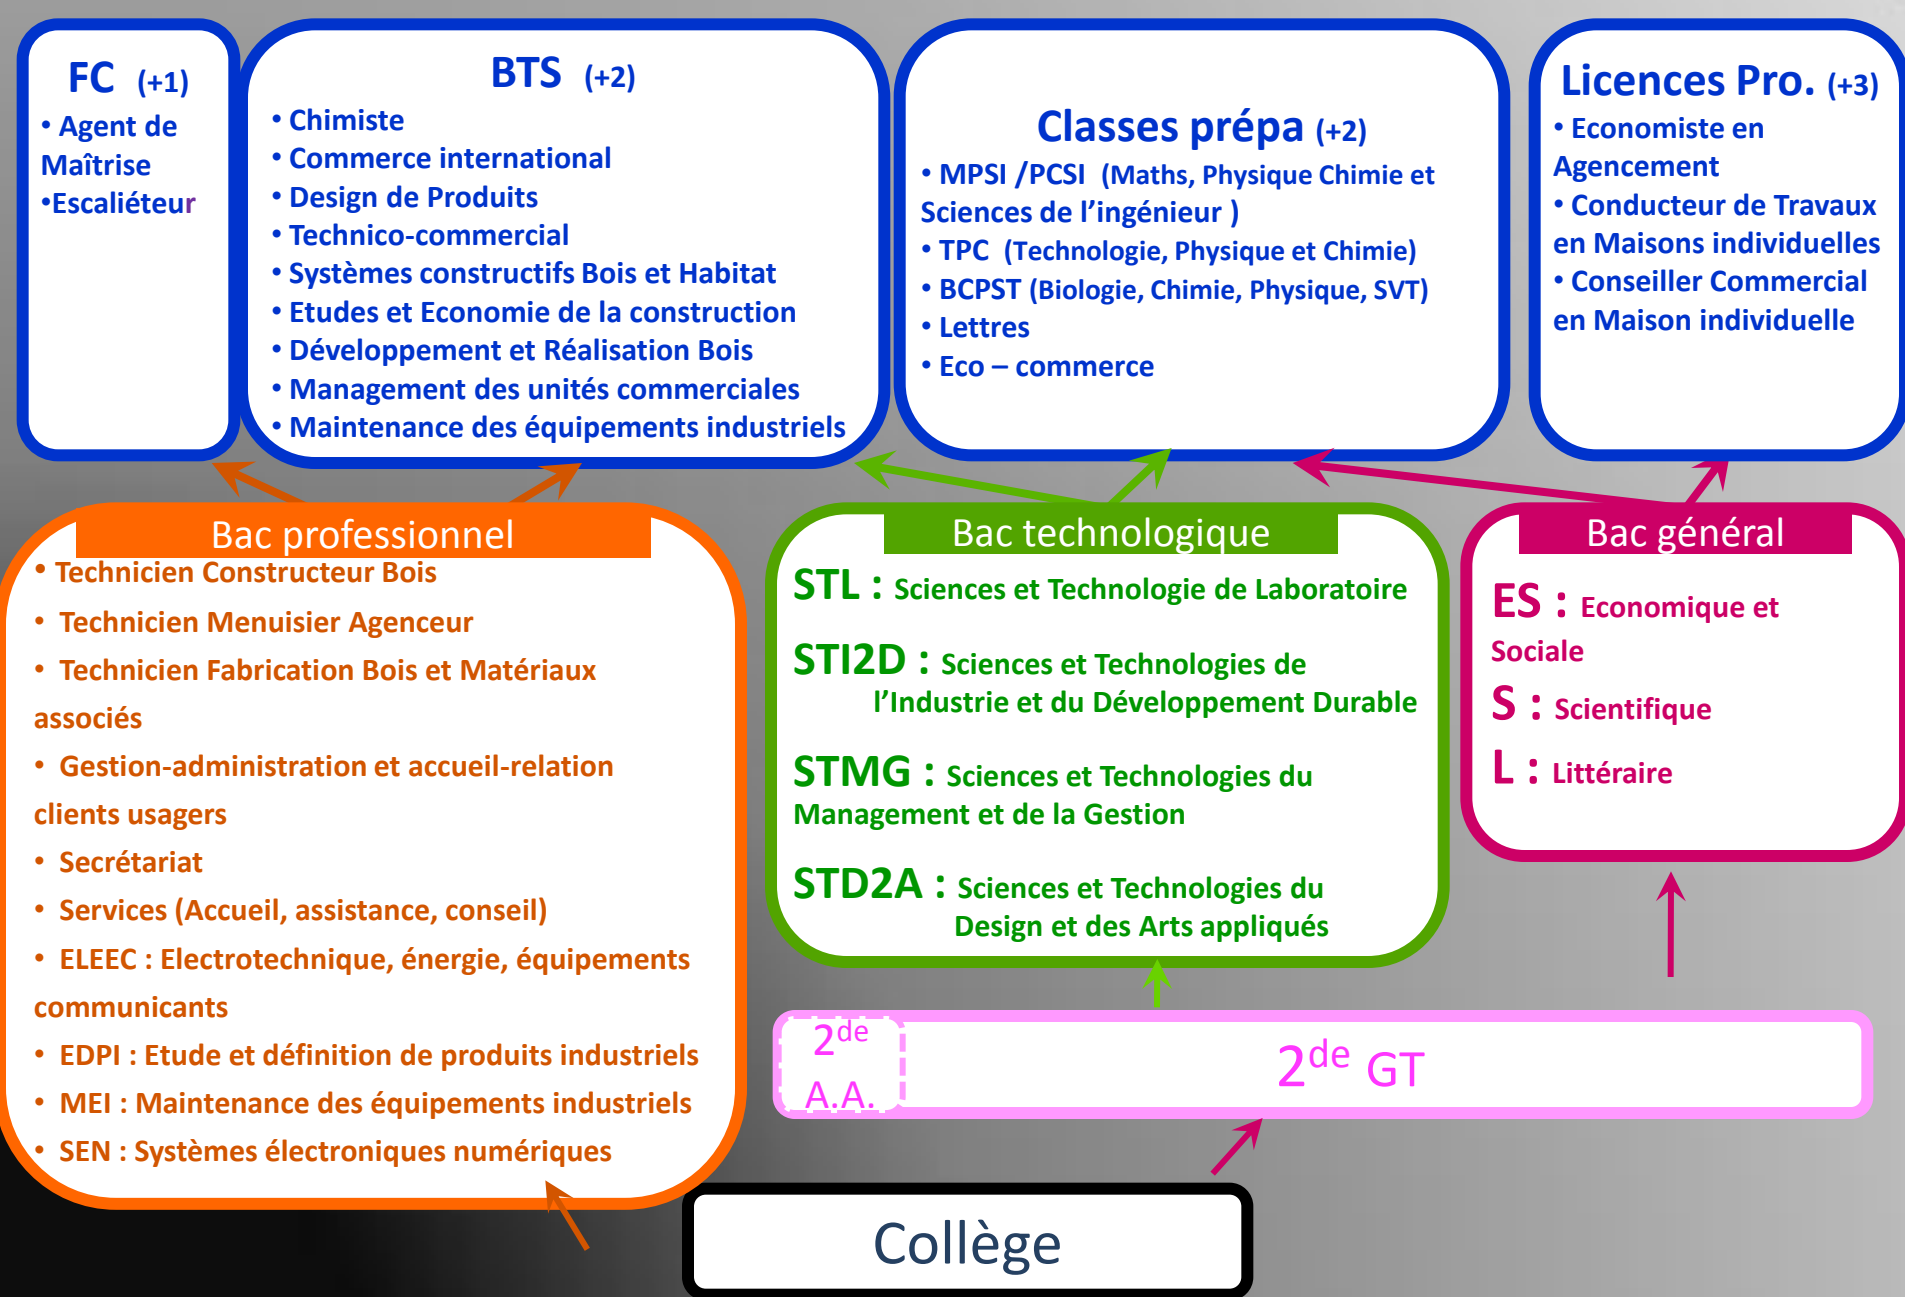 FC (+1)
• Agent de
Maîtrise
•Escaliéteur
BTS (+2)
• Chimiste
• Commerce international
• Design de Produits
• Technico-commercial
• Systèmes constructifs Bois et Habitat
• Etudes et Economie de la construction
• Développement et Réalisation Bois
• Management des unités commerciales
• Maintenance des équipements industriels
Classes prépa (+2)
• MPSI /PCSI (Maths, Physique Chimie et
Sciences de l'ingénieur )
• TPC (Technologie, Physique et Chimie)
• BCPST (Biologie, Chimie, Physique, SVT)
• Lettres
• Eco – commerce
Licences Pro. (+3)
• Economiste en
Agencement
• Conducteur de Travaux
en Maisons individuelles
• Conseiller Commercial
en Maison individuelle
Bac professionnel
• Technicien Constructeur Bois
• Technicien Menuisier Agenceur
• Technicien Fabrication Bois et Matériaux
associés
• Gestion-administration et accueil-relation
clients usagers
• Secrétariat
• Services (Accueil, assistance, conseil)
• ELEEC : Electrotechnique, énergie, équipements
communicants
• EDPI : Etude et définition de produits industriels
• MEI : Maintenance des équipements industriels
• SEN : Systèmes électroniques numériques
Bac technologique
STL : Sciences et Technologie de Laboratoire
STI2D : Sciences et Technologies de
l'Industrie et du Développement Durable
STMG : Sciences et Technologies du
Management et de la Gestion
STD2A : Sciences et Technologies du
Design et des Arts appliqués
Bac général
ES : Economique et
Sociale
S : Scientifique
L : Littéraire
2de
A.A.
2de GT
Collège